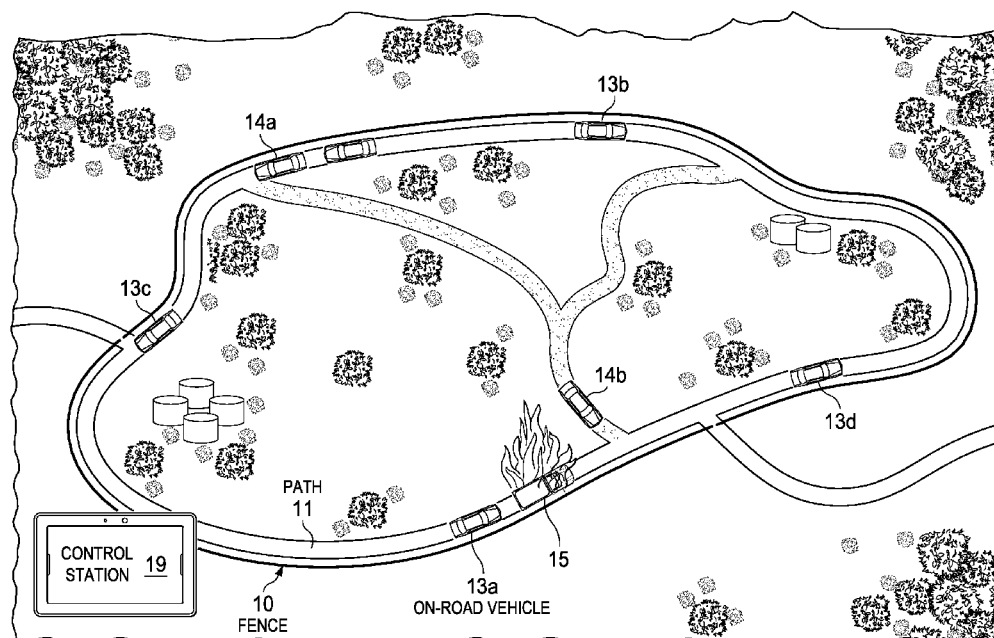 13b
14a
13c
14b
13d
PATH
11
CONTROL
STATION 19
15
13a
ON-ROAD VEHICLE
10
FENCE